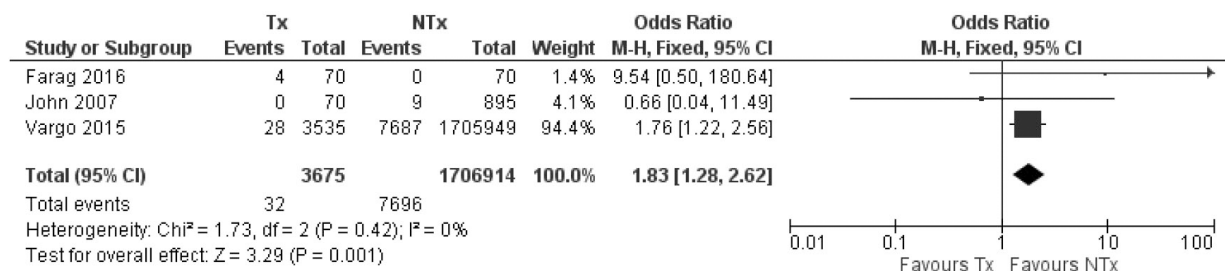 Tx NTx Odds Ratio Odds Ratio
Study or Subgroup Events Total Events Total Weight M-H, Fixed, 95% CI M-H, Fixed, 95% CI
Farag 2016 4 70 0 70 1.4% 9.54 [0.50, 180.64]
John 2007 0 70 9 895 4.1% 0.66 [0.04, 11.49]
Vargo 2015 28 3535 7687 1705949 94.4% 1.76 [1.22, 2.56]
Total (95% CI) 3675 1706914 100.0% 1.83 [1.28, 2.62]
Total events 32 7696
Heterogeneity: Chi² = 1.73, df = 2 (P = 0.42); I² = 0%
Test for overall effect: Z = 3.29 (P = 0.001)
0.01 0.1 1 10 100
Favours Tx Favours NTx